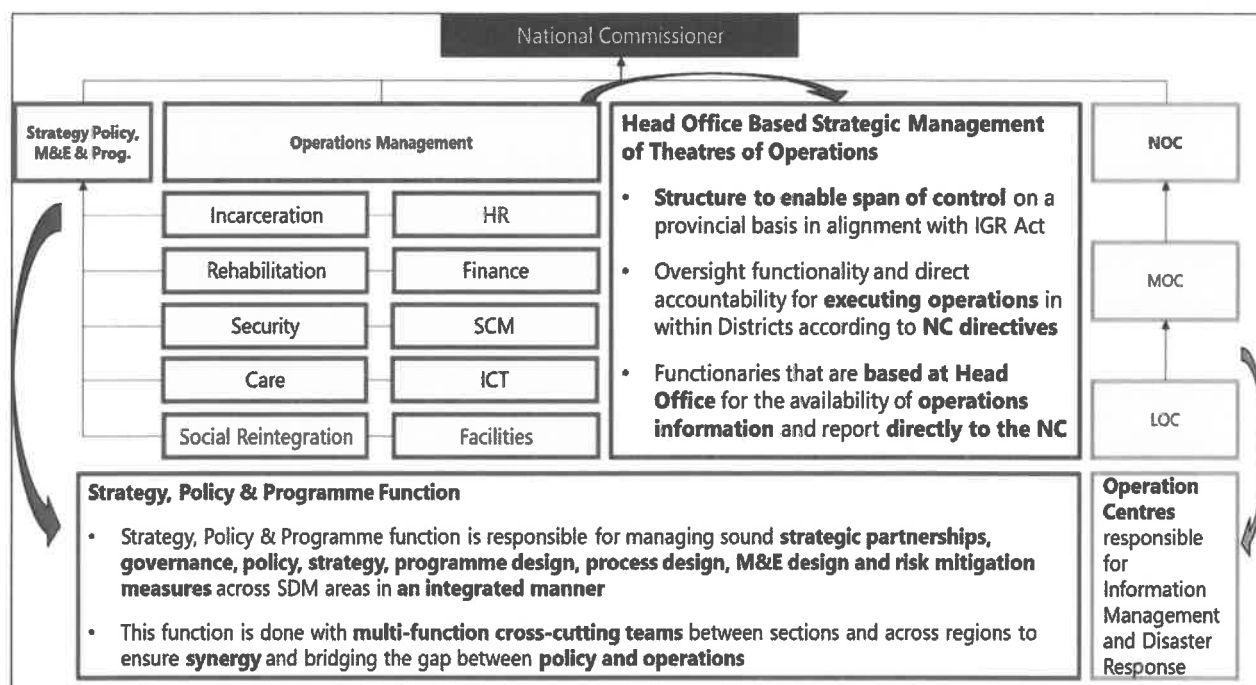 National Commissioner
Strategy Policy,
M&E & Prog.
Operations Management
Incarceration
HR
Rehabilitation
Finance
Security
SCM
Care
ICT
Social Reintegration
Facilities
Head Office Based Strategic Management
of Theatres of Operations
• Structure to enable span of control on a
provincial basis in alignment with IGR Act
• Oversight functionality and direct
accountability for executing operations in
within Districts according to NC directives
• Functionaries that are based at Head
Office for the availability of operations
information and report directly to the NC
NOC
MOC
LOC
Strategy, Policy & Programme Function
• Strategy, Policy & Programme function is responsible for managing sound strategic partnerships,
governance, policy, strategy, programme design, process design, M&E design and risk mitigation
measures across SDM areas in an integrated manner
• This function is done with multi-function cross-cutting teams between sections and across regions to
ensure synergy and bridging the gap between policy and operations
Operation
Centres
responsible
for
Information
Management
and Disaster
Response